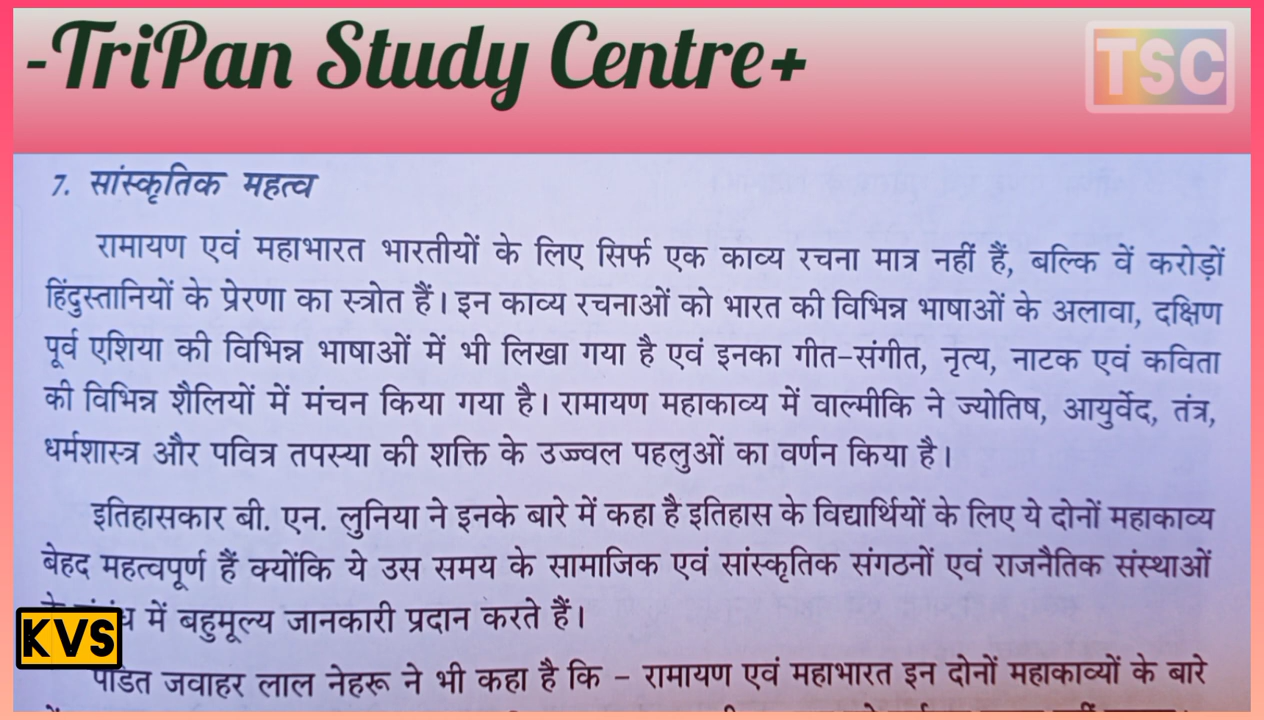 -TriPan Study Centre+
TSC
7. सांस्कृतिक महत्व
रामायण एवं महाभारत भारतीयों के लिए सिर्फ एक काव्य रचना मात्र नहीं हैं, बल्कि वें करोड़ों
हिंदुस्तानियों के प्रेरणा का स्त्रोत हैं। इन काव्य रचनाओं को भारत की विभिन्न भाषाओं के अलावा, दक्षिण
पूर्व एशिया की विभिन्न भाषाओं में भी लिखा गया है एवं इनका गीत-संगीत, नृत्य, नाटक एवं कविता
की विभिन्न शैलियों में मंचन किया गया है। रामायण महाकाव्य में वाल्मीकि ने ज्योतिष, आयुर्वेद, तंत्र,
धर्मशास्त्र और पवित्र तपस्या की शक्ति के उज्ज्वल पहलुओं का वर्णन किया है।
इतिहासकार बी. एन. लुनिया ने इनके बारे में कहा है इतिहास के विद्यार्थियों के लिए ये दोनों महाकाव्य
बेहद महत्वपूर्ण हैं क्योंकि ये उस समय के सामाजिक एवं सांस्कृतिक संगठनों एवं राजनैतिक संस्थाओं
में बहुमूल्य जानकारी प्रदान करते हैं।
KVS
पंडित जवाहर लाल नेहरू ने भी कहा है कि – रामायण एवं महाभारत इन दोनों महाकाव्यों के बारे